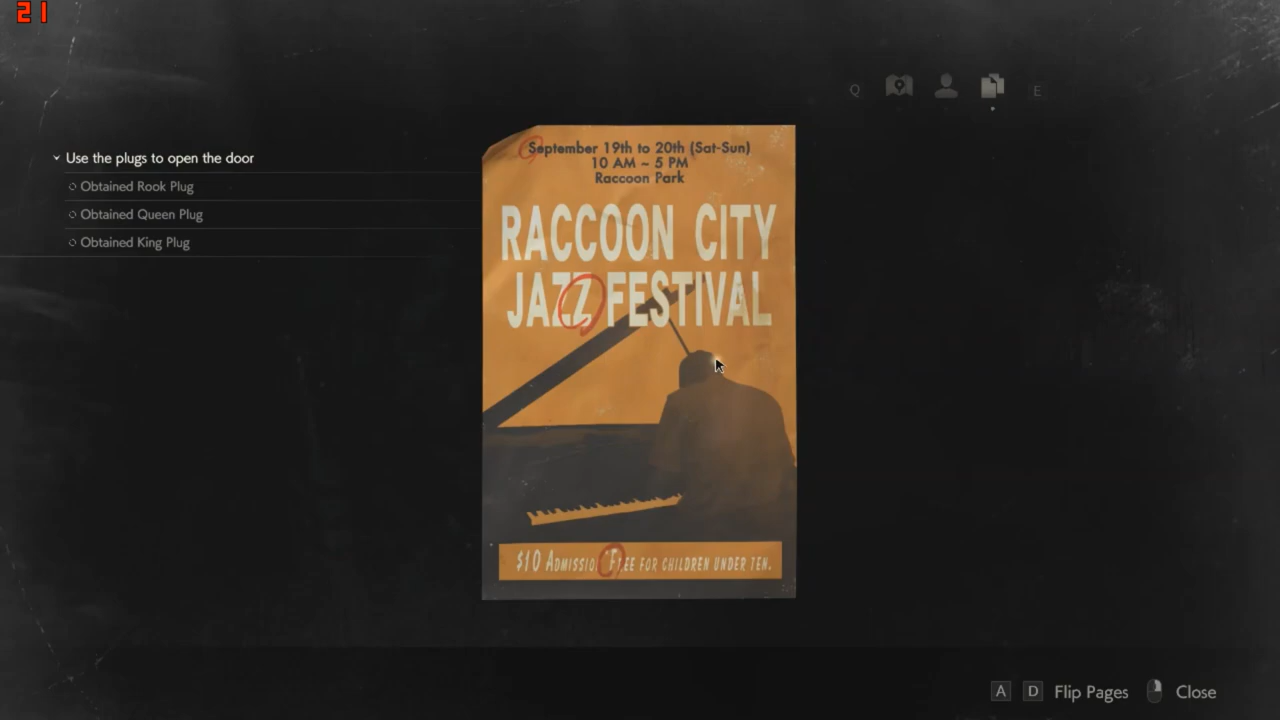 21
Q
E
Use the plugs to open the door
Obtained Rook Plug
Obtained Queen Plug
Obtained King Plug
September 19th to 20th (Sat-Sun)
10 AM ~ 5 PM
Raccoon Park
RACCOON CITY
JAZZ FESTIVAL
$10 ADMISSION FREE FOR CHILDREN UNDER TEN.
A D Flip Pages Close